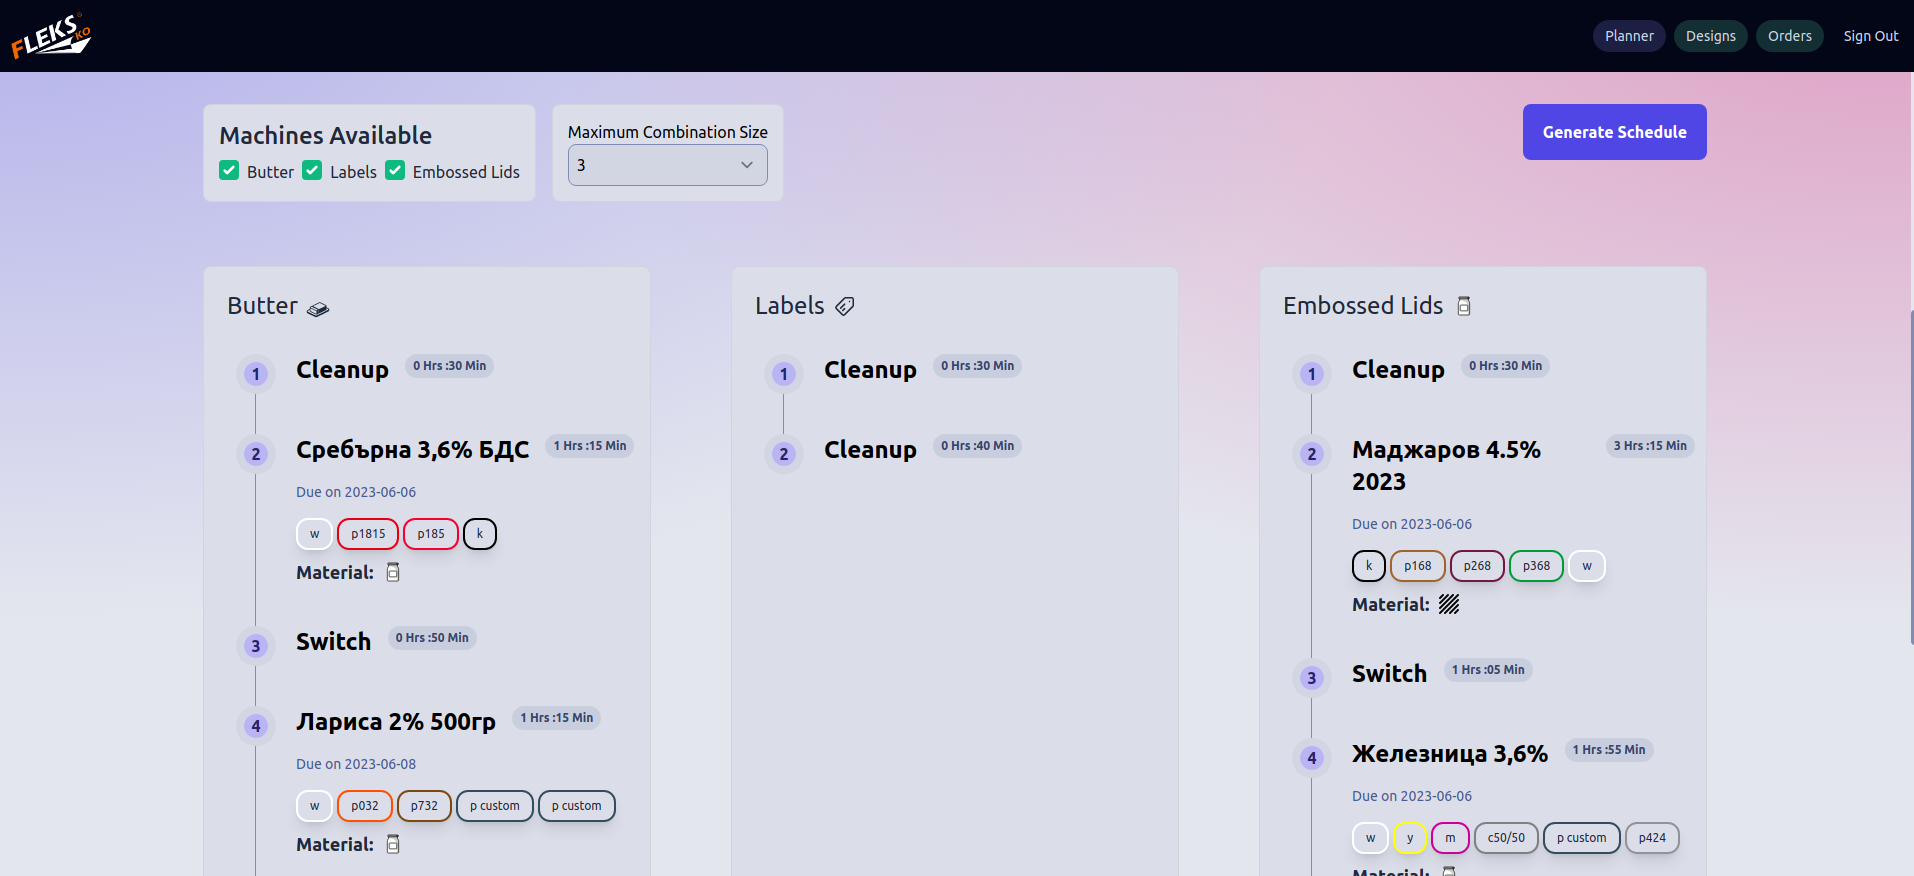 FLEKS KO
Planner
Designs
Orders
Sign Out
Machines Available
Butter
Labels
Embossed Lids
Maximum Combination Size
3
Generate Schedule
Butter
1
Cleanup
0 Hrs :30 Min
2
Сребърна 3,6% БДС
1 Hrs :15 Min
Due on 2023-06-06
w
p1815
p185
k
Material:
3
Switch
0 Hrs :50 Min
4
Лариса 2% 500гр
1 Hrs :15 Min
Due on 2023-06-08
w
p032
p732
p custom
p custom
Material:
Labels
1
Cleanup
0 Hrs :30 Min
2
Cleanup
0 Hrs :40 Min
Embossed Lids
1
Cleanup
0 Hrs :30 Min
2
Маджаров 4.5%
2023
3 Hrs :15 Min
Due on 2023-06-06
k
p168
p268
p368
w
Material:
3
Switch
1 Hrs :05 Min
4
Железница 3,6%
1 Hrs :55 Min
Due on 2023-06-06
w
y
m
c50/50
p custom
p424
Material: